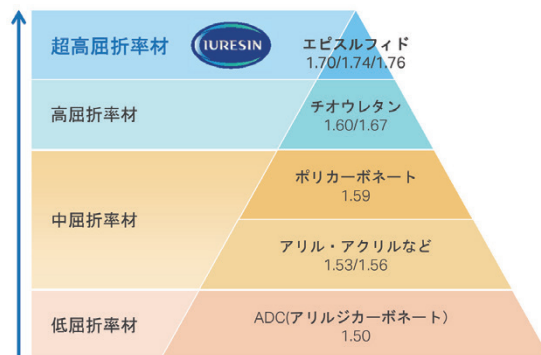 超高屈折率材
IURESIN
エピスルフィド
1.70/1.74/1.76
高屈折率材
チオウレタン
1.60/1.67
中屈折率材
ポリカーボネート
1.59
アリル・アクリルなど
1.53/1.56
低屈折率材
ADC(アリルジカーボネート)
1.50